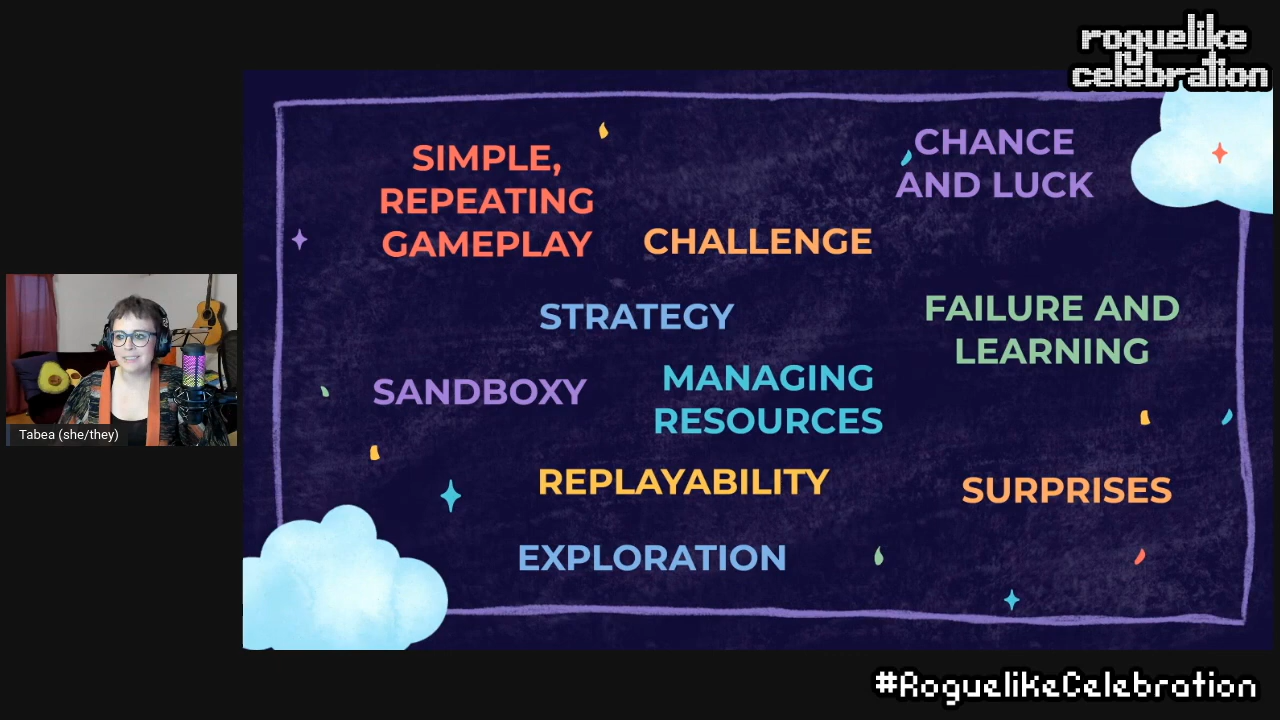 roguelike
celebration
SIMPLE,
REPEATING
GAMEPLAY
CHANCE
AND LUCK
CHALLENGE
STRATEGY
FAILURE AND
LEARNING
SANDBOXY
MANAGING
RESOURCES
REPLAYABILITY
SURPRISES
EXPLORATION
Tabea (she/they)
#RoguelikeCelebration